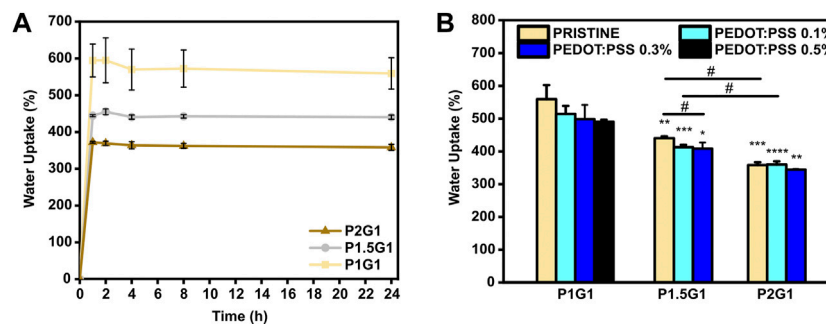 A
Water Uptake (%)
700
600
500
400
300
200
100
0
0 2 4 6 8 10 12 14 16 18 20 22 24
Time (h)
P2G1
P1.5G1
P1G1
B
Water Uptake (%)
800
700
600
500
400
300
200
100
0
PRISTINE PEDOT:PSS 0.1%
PEDOT:PSS 0.3% PEDOT:PSS 0.5%
#
#
#
** *** *
*** **** **
P1G1 P1.5G1 P2G1